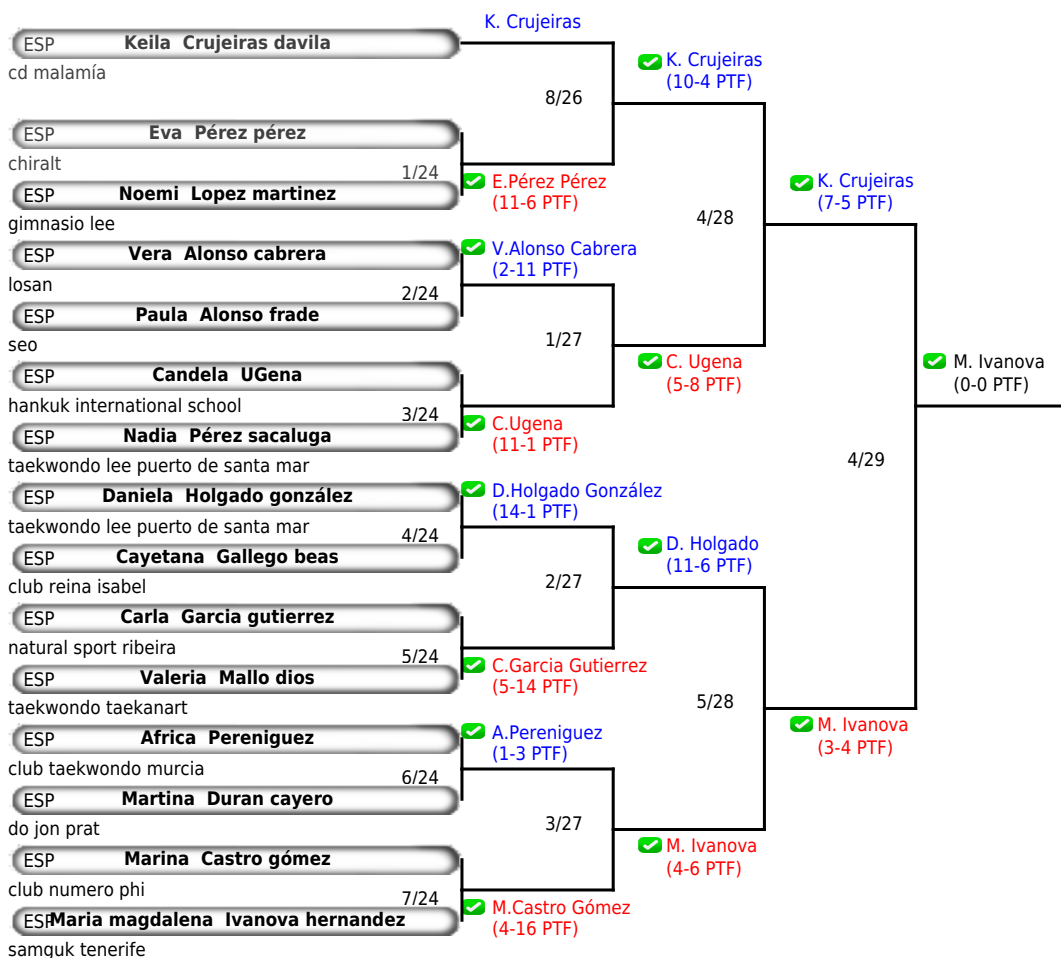 K. Crujeiras
ESP Keila Crujeiras davila
cd malamía
K. Crujeiras
(10-4 PTF)
8/26
ESP Eva Pérez pérez
chiralt
1/24
E.Pérez Pérez
(11-6 PTF)
ESP Noemi Lopez martinez
gimnasio lee
K. Crujeiras
(7-5 PTF)
4/28
ESP Vera Alonso cabrera
losan
V.Alonso Cabrera
(2-11 PTF)
2/24
ESP Paula Alonso frade
seo
1/27
C. Ugena
(5-8 PTF)
M. Ivanova
(0-0 PTF)
ESP Candela UGena
hankuk international school
3/24
ESP Nadia Pérez sacaluga
taekwondo lee puerto de santa mar
C.Ugena
(11-1 PTF)
4/29
ESP Daniela Holgado gonzález
taekwondo lee puerto de santa mar
D.Holgado González
(14-1 PTF)
4/24
ESP Cayetana Gallego beas
club reina isabel
D. Holgado
(11-6 PTF)
2/27
ESP Carla Garcia gutierrez
natural sport ribeira
5/24
ESP Valeria Mallo dios
taekwondo taekanart
C.Garcia Gutierrez
(5-14 PTF)
5/28
M. Ivanova
(3-4 PTF)
ESP Africa Pereniguez
club taekwondo murcia
A.Pereniguez
(1-3 PTF)
6/24
ESP Martina Duran cayero
do jon prat
3/27
M. Ivanova
(4-6 PTF)
ESP Marina Castro gómez
club numero phi
7/24
ESP Maria magdalena Ivanova hernandez
samguk tenerife
M.Castro Gómez
(4-16 PTF)